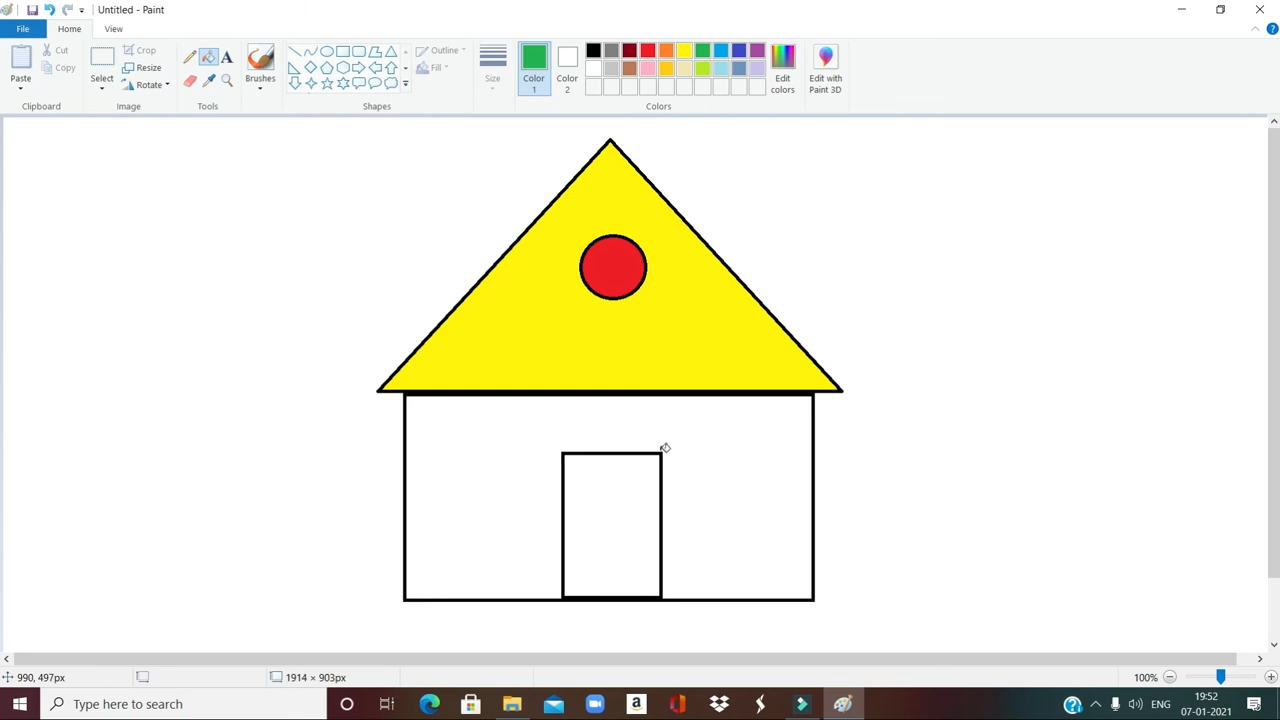 Untitled - Paint
File
Home
View
Paste
Cut
Copy
Clipboard
Select
Crop
Resize
Rotate
Image
A
Tools
Brushes
Outline
Fill
Shapes
Size
Color
1
Color
2
Edit
colors
Edit with
Paint 3D
Colors
990, 497px
1914 × 903px
100%
Type here to search
a
ENG
19:52
07-01-2021